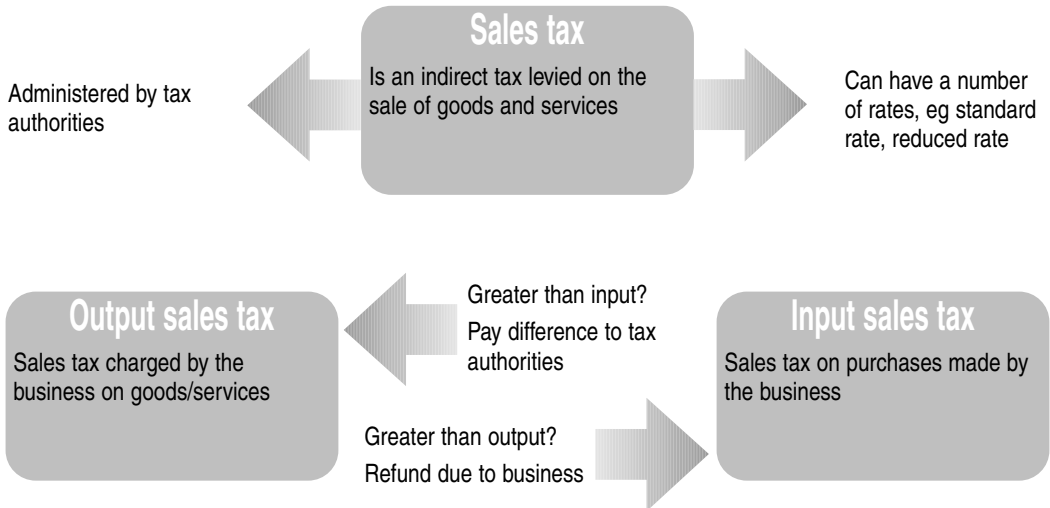 Sales tax
Is an indirect tax levied on the
sale of goods and services
Administered by tax
authorities
Can have a number
of rates, eg standard
rate, reduced rate
Output sales tax
Sales tax charged by the
business on goods/services
Greater than input?
Pay difference to tax
authorities
Greater than output?
Refund due to business
Input sales tax
Sales tax on purchases made by
the business